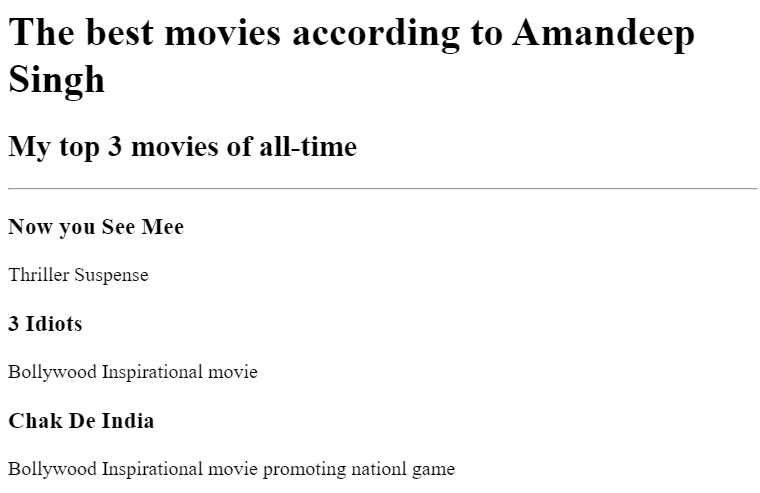 The best movies according to Amandeep
Singh
My top 3 movies of all-time
Now you See Mee
Thriller Suspense
3 Idiots
Bollywood Inspirational movie
Chak De India
Bollywood Inspirational movie promoting nationl game